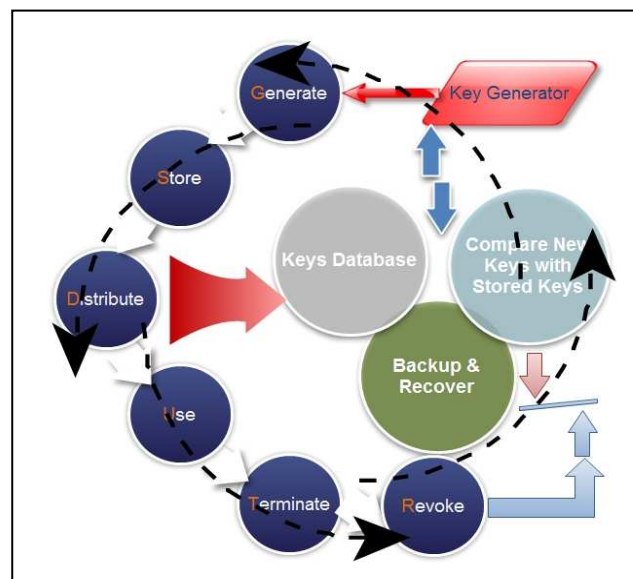 Generate
Key Generator
Store
Keys Database
Compare New
Keys with
Stored Keys
Distribute
Backup &
Recover
Use
Terminate
Revoke